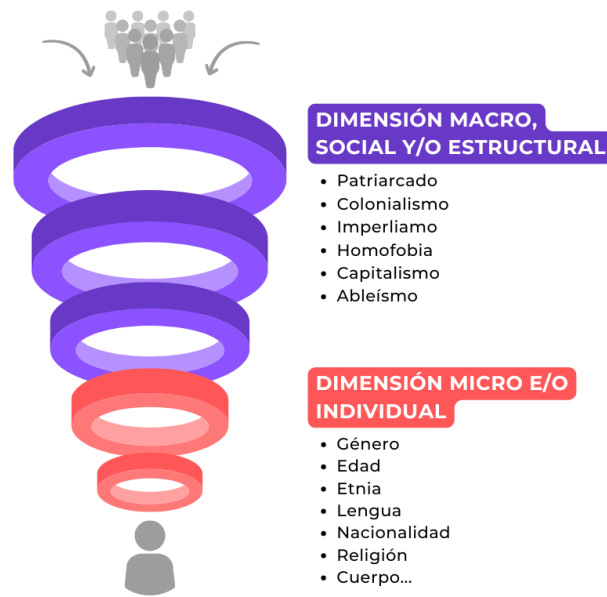 DIMENSIÓN MACRO,
SOCIAL Y/O ESTRUCTURAL
• Patriarcado
• Colonialismo
• Imperliamo
• Homofobia
• Capitalismo
• Ableísmo
DIMENSIÓN MICRO E/O
INDIVIDUAL
• Género
• Edad
• Etnia
• Lengua
• Nacionalidad
• Religión
• Cuerpo...